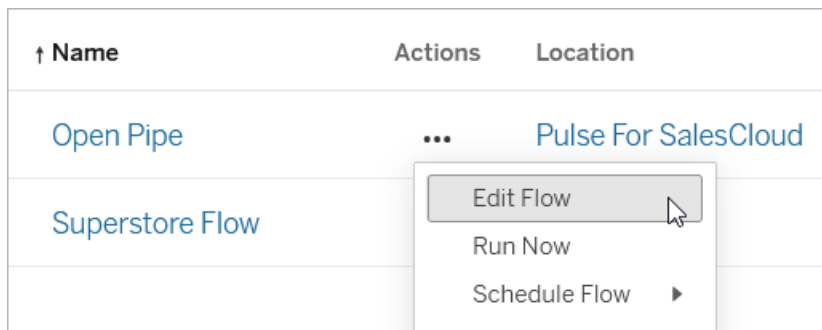 ↑ Name Actions Location
Open Pipe ••• Pulse For SalesCloud
Edit Flow
Superstore Flow
Run Now
Schedule Flow